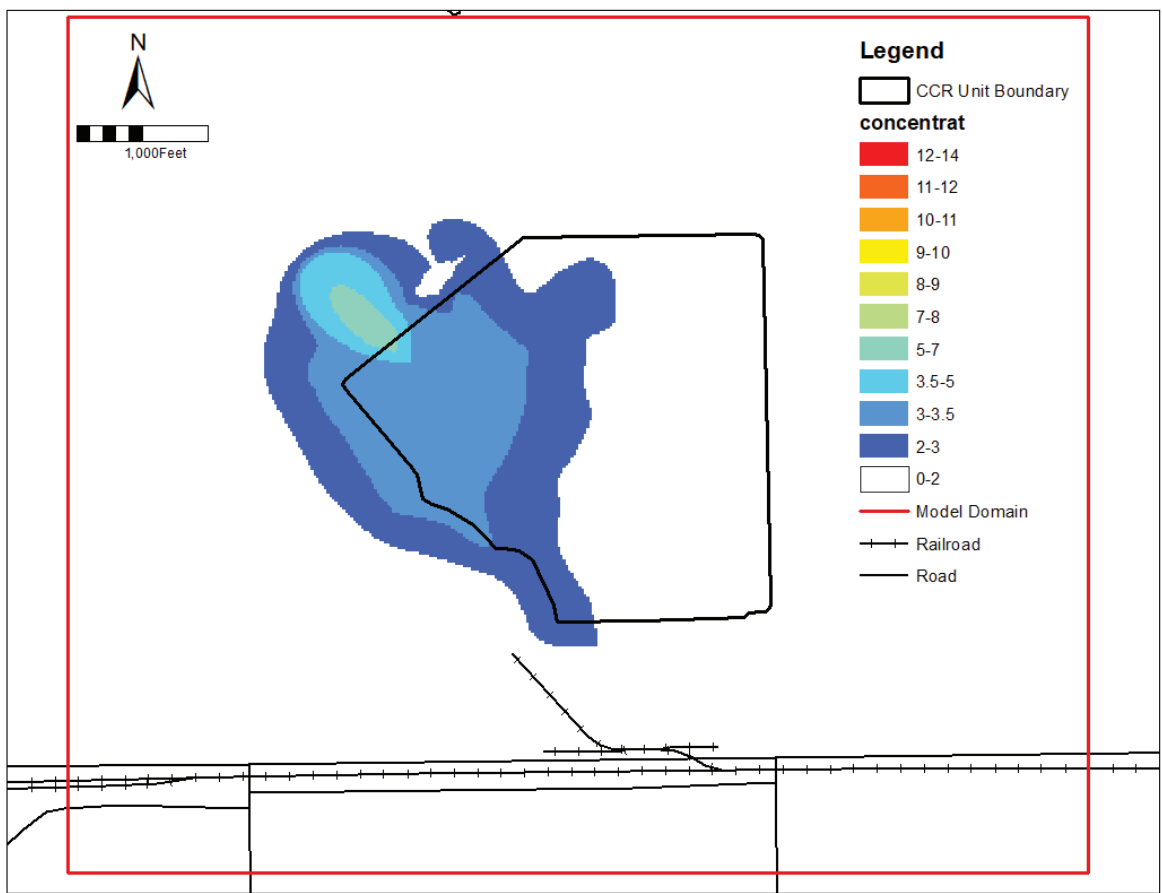 N
1,000Feet
Legend
CCR Unit Boundary
concentrat
12-14
11-12
10-11
9-10
8-9
7-8
5-7
3.5-5
3-3.5
2-3
0-2
Model Domain
Railroad
Road